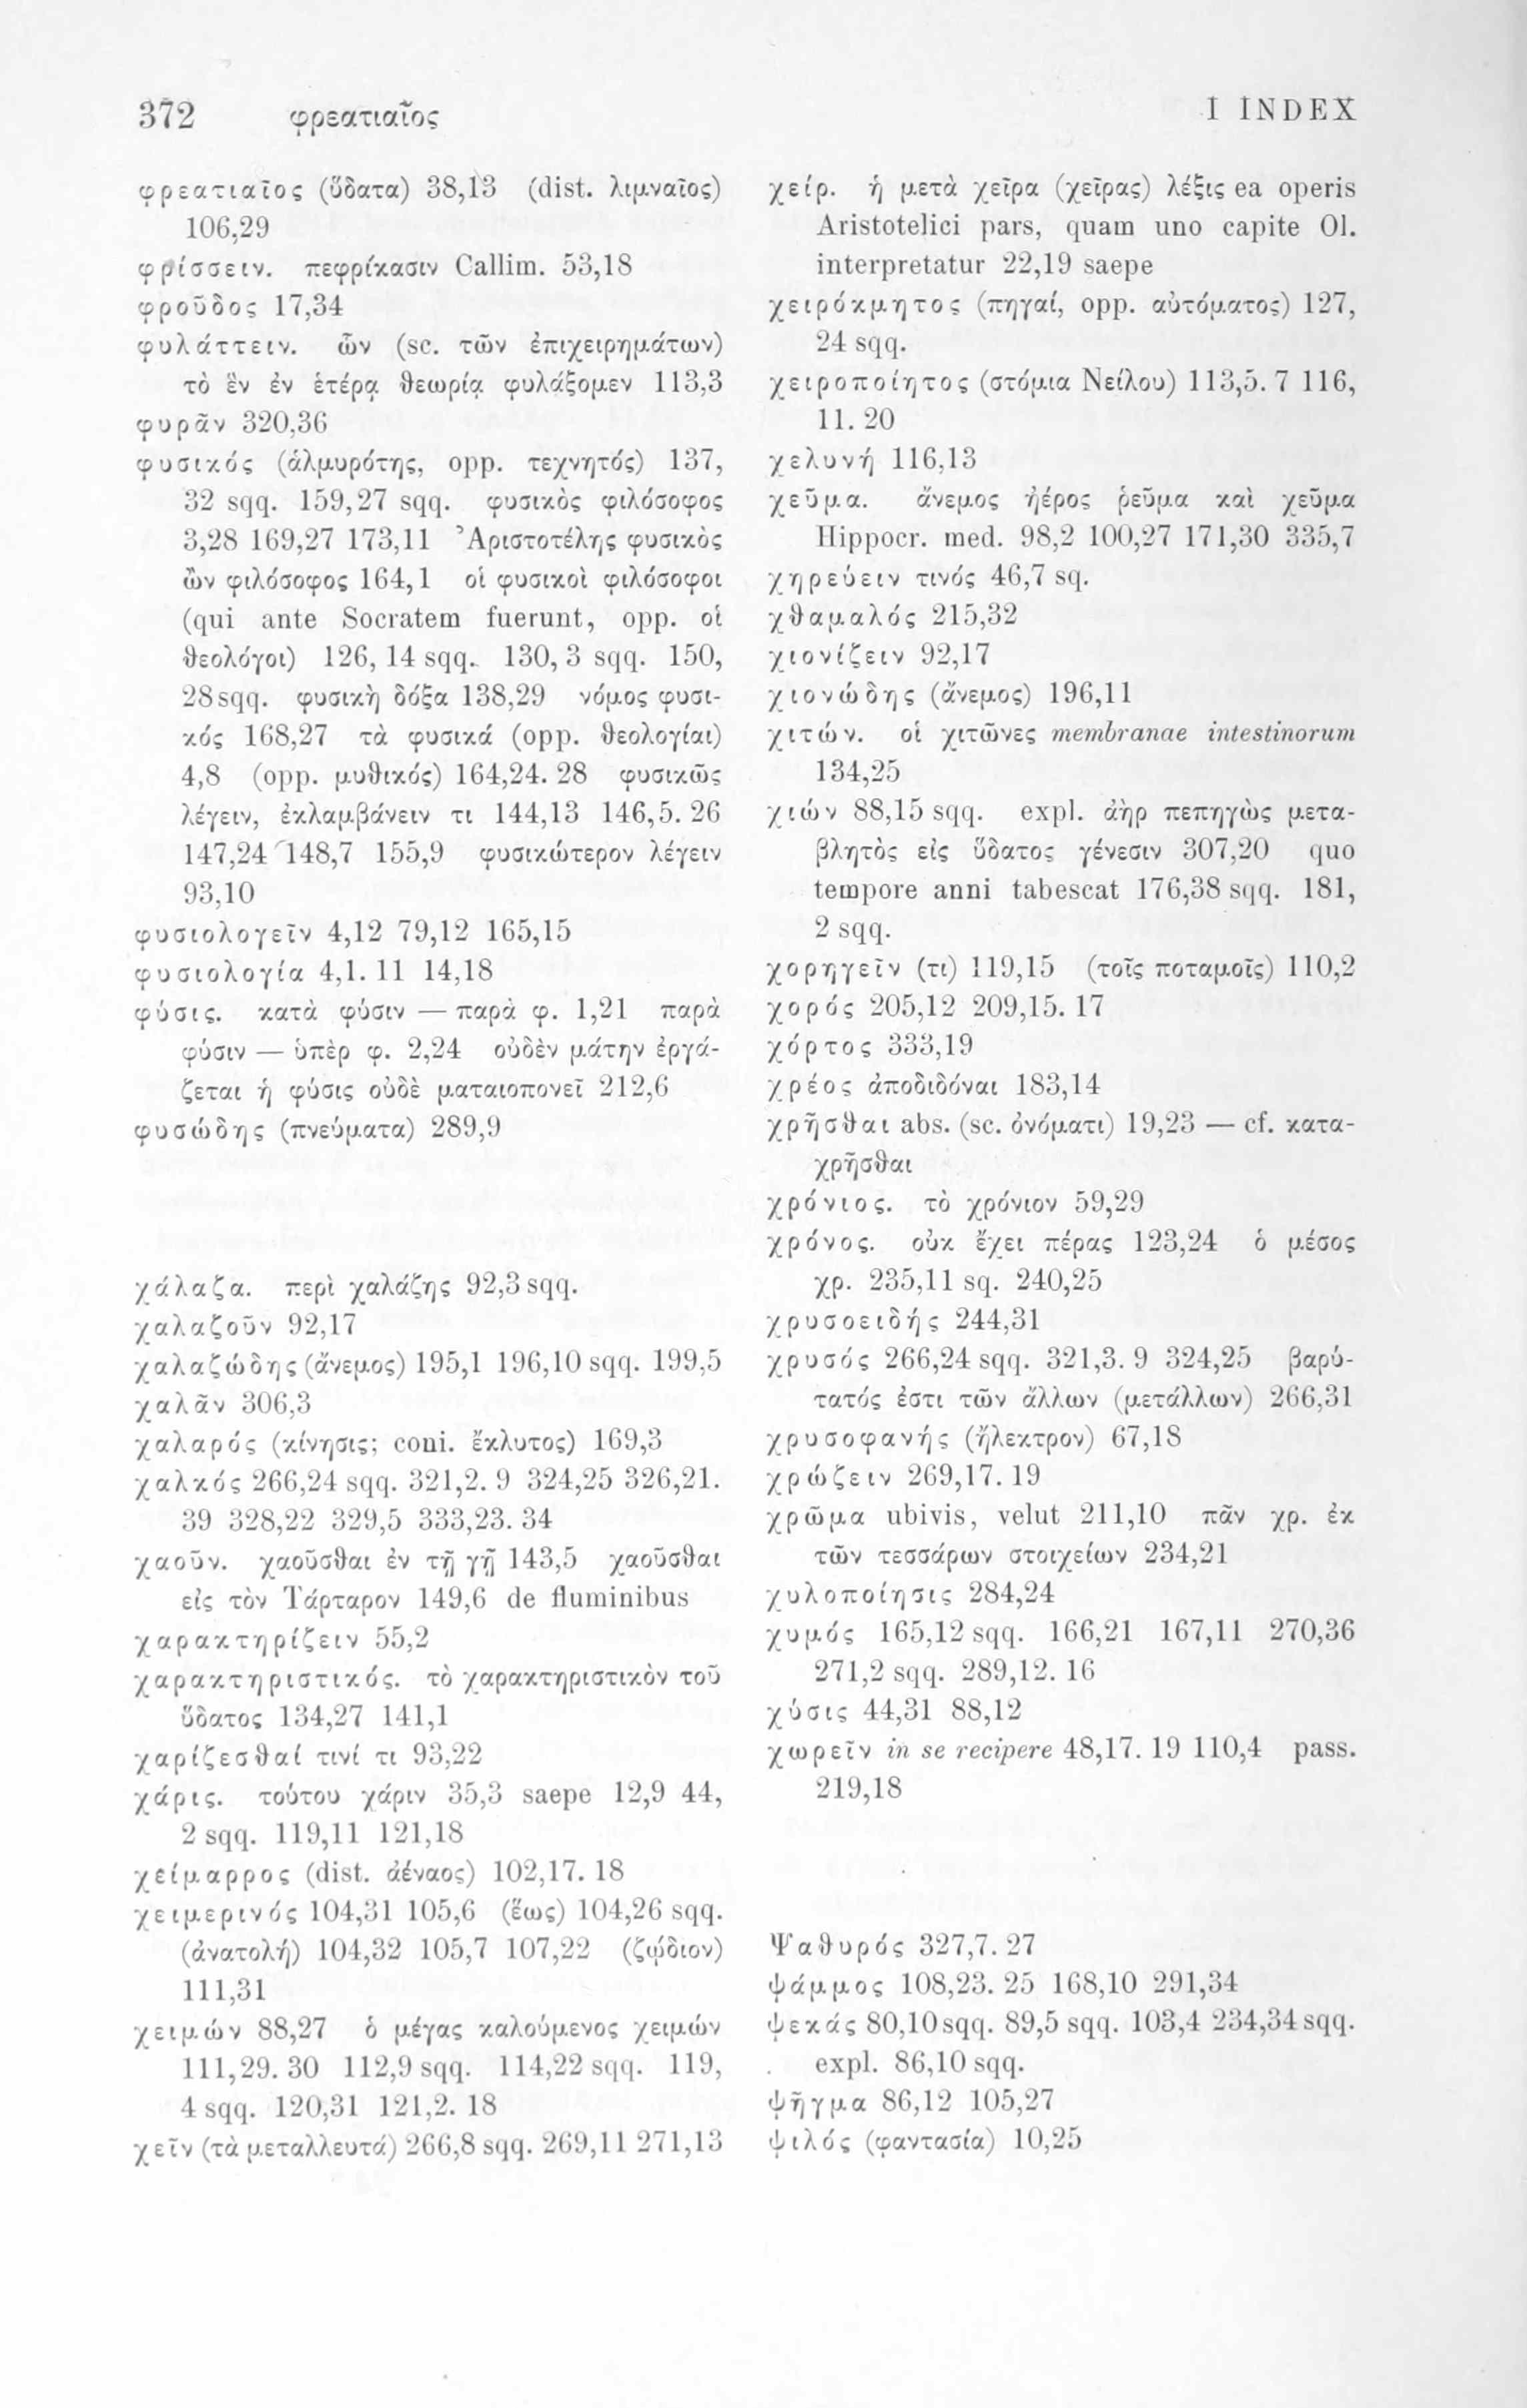 372 φρεατιαῖος I INDEX
φρεατιαῖος (ὕδατα) 38,13 (dist. λιμναῖος)
106,29
φρίσσειν. πεφρίκασιν Callim. 53,18
φροῦδος 17,34
φυλάττειν. ὧν (sc. τῶν ἐπιχειρημάτων)
τὸ ἓν ἐν ἑτέρᾳ θεωρίᾳ φυλάξομεν 113,3
φυρᾶν 320,36
φυσικός (ἁλμυρότης, opp. τεχνητός) 137,
32 sqq. 159,27 sqq. φυσικὸς φιλόσοφος
3,28 169,27 173,11 Ἀριστοτέλης φυσικὸς
ὢν φιλόσοφος 164,1 οἱ φυσικοὶ φιλόσοφοι
(qui ante Socratem fuerunt, opp. οἱ
θεολόγοι) 126, 14 sqq. 130, 3 sqq. 150,
28 sqq. φυσικὴ δόξα 138,29 νόμος φυσι-
κός 168,27 τὰ φυσικά (opp. θεολογίαι)
4,8 (opp. μυθικός) 164,24. 28 φυσικῶς
λέγειν, ἐκλαμβάνειν τι 144,13 146,5. 26
147,24 148,7 155,9 φυσικώτερον λέγειν
93,10
φυσιολογεῖν 4,12 79,12 165,15
φυσιολογία 4,1. 11 14,18
φύσις. κατὰ φύσιν — παρὰ φ. 1,21 παρὰ
φύσιν — ὑπὲρ φ. 2,24 οὐδὲν μάτην ἐργά-
ζεται ἡ φύσις οὐδὲ ματαιοπονεῖ 212,6
φυσώδης (πνεύματα) 289,9
χάλαζα. περὶ χαλάζης 92,3 sqq.
χαλαζοῦν 92,17
χαλαζώδης (ἄνεμος) 195,1 196,10 sqq. 199,5
χαλᾶν 306,3
χαλαρός (κίνησις; coni. ἔκλυτος) 169,3
χαλκός 266,24 sqq. 321,2. 9 324,25 326,21.
39 328,22 329,5 333,23. 34
χαοῦν. χαοῦσθαι ἐν τῇ γῇ 143,5 χαοῦσθαι
εἰς τὸν Τάρταρον 149,6 de fluminibus
χαρακτηρίζειν 55,2
χαρακτηριστικός. τὸ χαρακτηριστικὸν τοῦ
ὕδατος 134,27 141,1
χαρίζεσθαί τινί τι 93,22
χάρις. τούτου χάριν 35,3 saepe 12,9 44,
2 sqq. 119,11 121,18
χείμαρρος (dist. ἀέναος) 102,17. 18
χειμερινός 104,31 105,6 (ἕως) 104,26 sqq.
(ἀνατολή) 104,32 105,7 107,22 (ζῴδιον)
111,31
χειμών 88,27 ὁ μέγας καλούμενος χειμών
111,29. 30 112,9 sqq. 114,22 sqq. 119,
4 sqq. 120,31 121,2. 18
χεῖν (τὰ μεταλλευτά) 266,8 sqq. 269,11 271,13
χείρ. ἡ μετὰ χεῖρα (χεῖρας) λέξις ea operis
Aristotelici pars, quam uno capite Ol.
interpretatur 22,19 saepe
χειρόκμητος (πηγαί, opp. αὐτόματος) 127,
24 sqq.
χειροποίητος (στόμια Νείλου) 113,5. 7 116,
11. 20
χελυνή 116,13
χεῦμα. ἄνεμος ἠέρος ῥεῦμα καὶ χεῦμα
Hippocr. med. 98,2 100,27 171,30 335,7
χηρεύειν τινός 46,7 sq.
χθαμαλός 215,32
χιονίζειν 92,17
χιονώδης (ἄνεμος) 196,11
χιτών. οἱ χιτῶνες membranae intestinorum
134,25
χιών 88,15 sqq. expl. ἀὴρ πεπηγὼς μετα-
βλητὸς εἰς ὕδατος γένεσιν 307,20 quo
tempore anni tabescat 176,38 sqq. 181,
2 sqq.
χορηγεῖν (τι) 119,15 (τοῖς ποταμοῖς) 110,2
χορός 205,12 209,15. 17
χόρτος 333,19
χρέος ἀποδιδόναι 183,14
χρῆσθαι abs. (sc. ὀνόματι) 19,23 — cf. κατα-
χρῆσθαι
χρόνιος. τὸ χρόνιον 59,29
χρόνος. οὐκ ἔχει πέρας 123,24 ὁ μέσος
χρ. 235,11 sq. 240,25
χρυσοειδής 244,31
χρυσός 266,24 sqq. 321,3. 9 324,25 βαρύ-
τατός ἐστι τῶν ἄλλων (μετάλλων) 266,31
χρυσοφανής (ἤλεκτρον) 67,18
χρώζειν 269,17. 19
χρῶμα ubivis, velut 211,10 πᾶν χρ. ἐκ
τῶν τεσσάρων στοιχείων 234,21
χυλοποίησις 284,24
χυμός 165,12 sqq. 166,21 167,11 270,36
271,2 sqq. 289,12. 16
χύσις 44,31 88,12
χωρεῖν in se recipere 48,17. 19 110,4 pass.
219,18
Ψαθυρός 327,7. 27
ψάμμος 108,23. 25 168,10 291,34
ψεκάς 80,10 sqq. 89,5 sqq. 103,4 234,34 sqq.
expl. 86,10 sqq.
ψῆγμα 86,12 105,27
ψιλός (φαντασία) 10,25